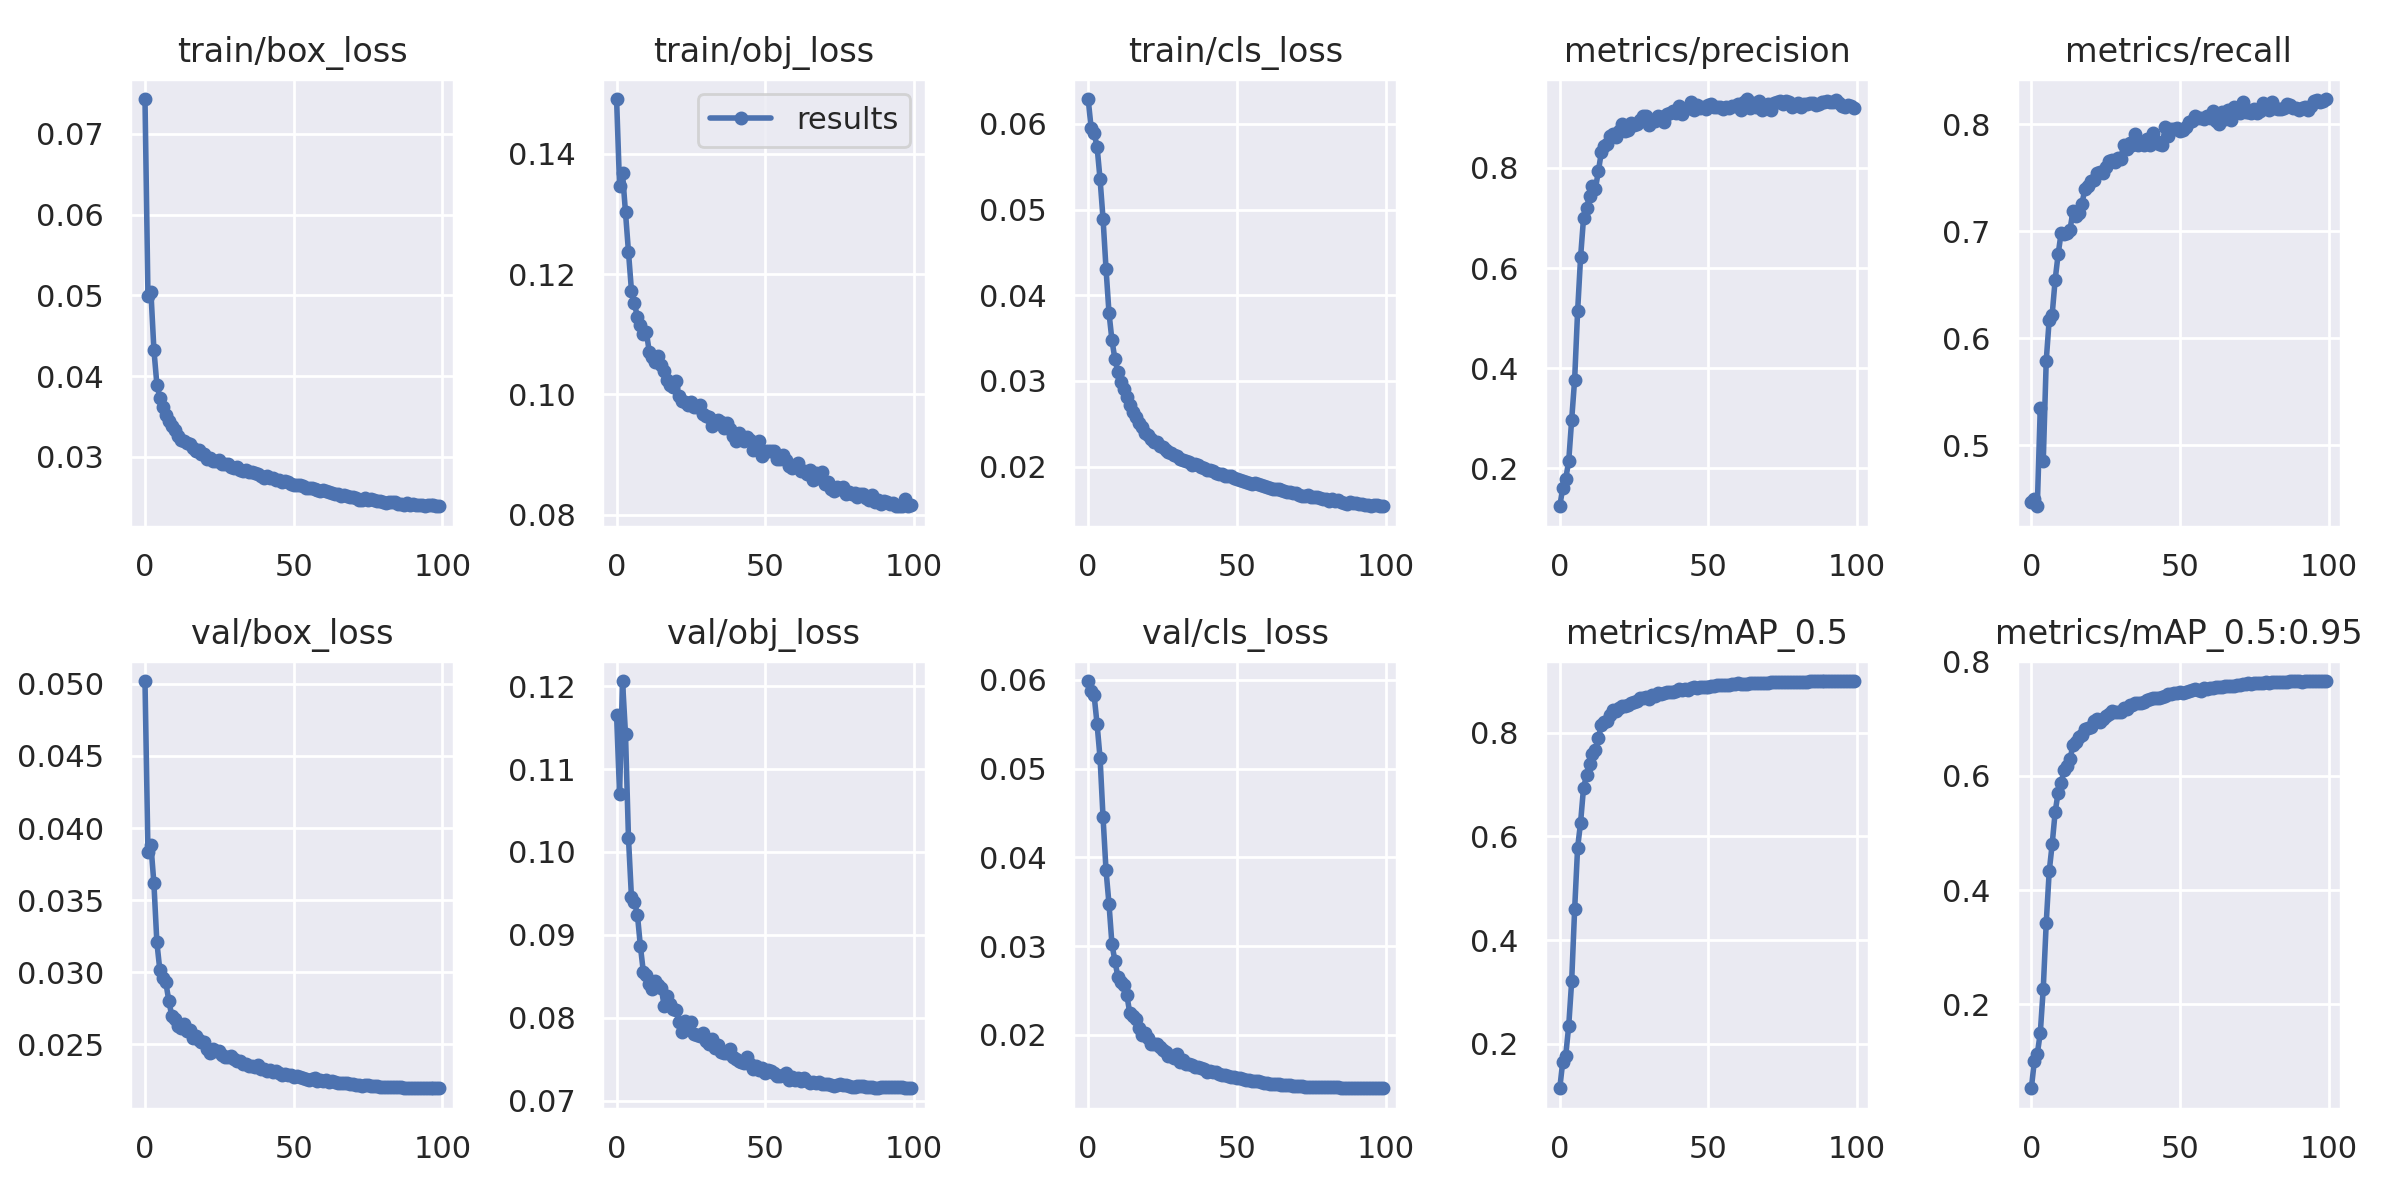 train/box_loss
0.07
0.06
0.05
0.04
0.03
0 50 100
train/obj_loss
results
0.14
0.12
0.10
0.08
0 50 100
train/cls_loss
0.06
0.05
0.04
0.03
0.02
0 50 100
metrics/precision
0.8
0.6
0.4
0.2
0 50 100
metrics/recall
0.8
0.7
0.6
0.5
0 50 100
val/box_loss
0.050
0.045
0.040
0.035
0.030
0.025
0 50 100
val/obj_loss
0.12
0.11
0.10
0.09
0.08
0.07
0 50 100
val/cls_loss
0.06
0.05
0.04
0.03
0.02
0 50 100
metrics/mAP_0.5
0.8
0.6
0.4
0.2
0 50 100
metrics/mAP_0.5:0.95
0.8
0.6
0.4
0.2
0 50 100